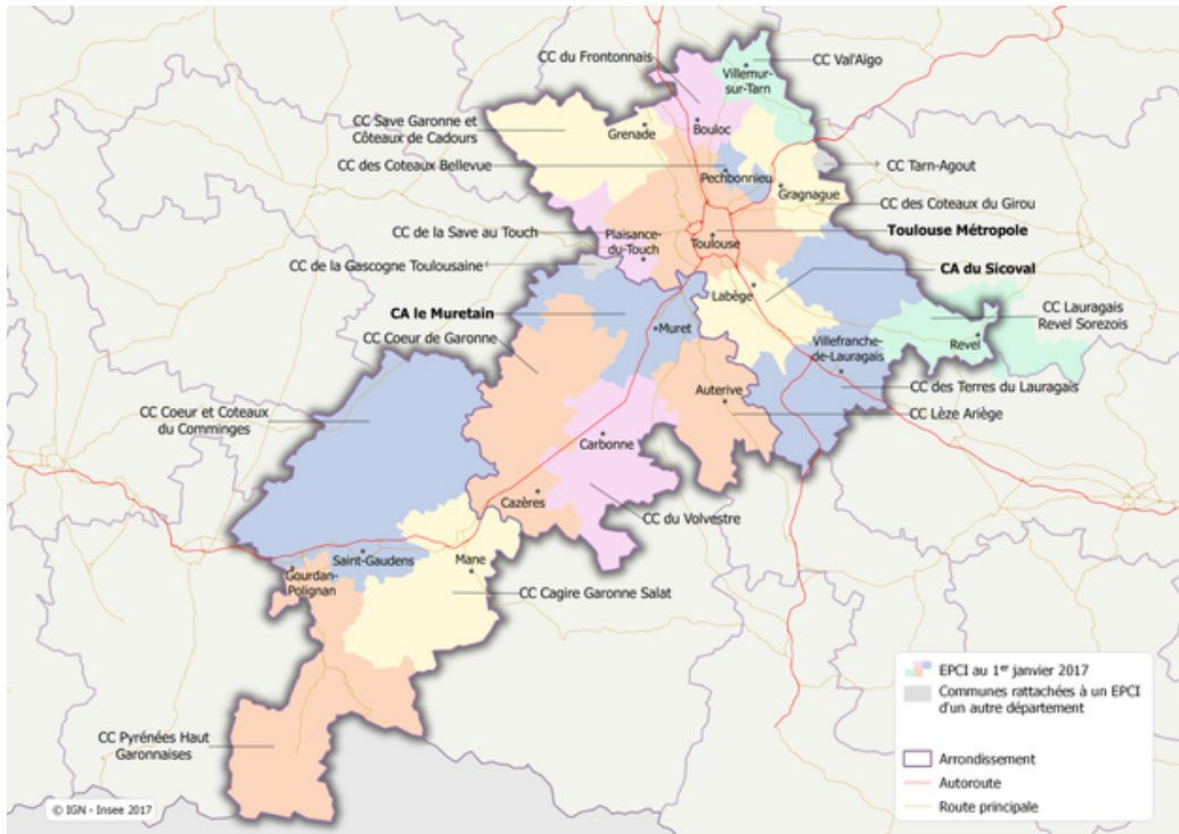 CC du Frontonnais
CC Val'Aïgo
Villemur-
sur-Tarn
CC Save Garonne et
Côteaux de Cadours
Grenade
Bouloc
CC des Coteaux Bellevue
Pechbonnieu
CC Tarn-Agout
Gragnague
CC des Coteaux du Girou
CC de la Save au Touch
Plaisance-
du-Touch
Toulouse
Toulouse Métropole
CC de la Gascogne Toulousaine
CA du Sicoval
Labège
CA le Muretain
CC Lauragais
Revel Sorezois
Muret
CC Coeur de Garonne
Villefranche-
de-Lauragais
Revel
CC des Terres du Lauragais
Auterive
CC Lèze Ariège
CC Coeur et Coteaux
du Comminges
Carbonne
Cazères
CC du Volvestre
Saint-Gaudens
Mane
Gourdan-
Polignan
CC Cagire Garonne Salat
CC Pyrénées Haut
Garonnaises
EPCI au 1er janvier 2017
Communes rattachées à un EPCI
d'un autre département
Arrondissement
Autoroute
Route principale
© IGN - Insee 2017